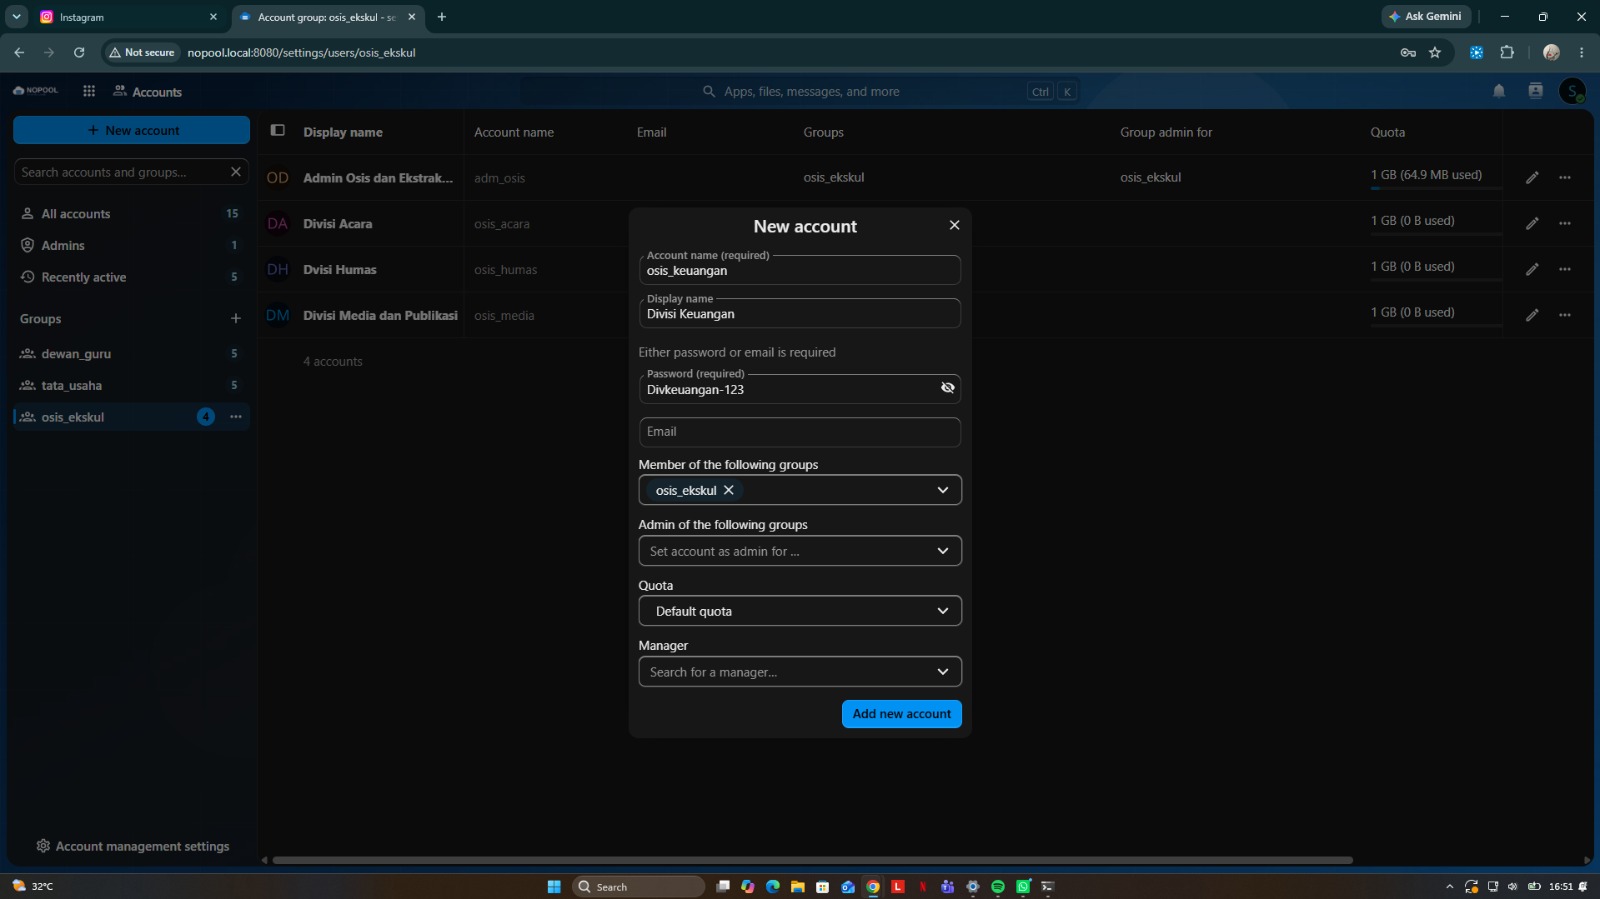 Instagram
Account group: osis_ekskul - sc
Ask Gemini
Not secure
nopool.local:8080/settings/users/osis_ekskul
NOPOOL
Accounts
Apps, files, messages, and more
Ctrl
K
S
+ New account
Search accounts and groups...
All accounts 15
Admins 1
Recently active 5
Groups
dewan_guru 5
tata_usaha 5
osis_ekskul 4
Account management settings
Display name Account name Email Groups Group admin for Quota
OD Admin Osis dan Ekstrak... adm_osis osis_ekskul osis_ekskul 1 GB (64.9 MB used)
DA Divisi Acara osis_acara 1 GB (0 B used)
DH Dvisi Humas osis_humas 1 GB (0 B used)
DM Divisi Media dan Publikasi osis_media 1 GB (0 B used)
4 accounts
New account
Account name (required)
osis_keuangan
Display name
Divisi Keuangan
Either password or email is required
Password (required)
Divkeuangan-123
Email
Member of the following groups
osis_ekskul
Admin of the following groups
Set account as admin for ...
Quota
Default quota
Manager
Search for a manager...
Add new account
32°C
Search
L
N
16:51